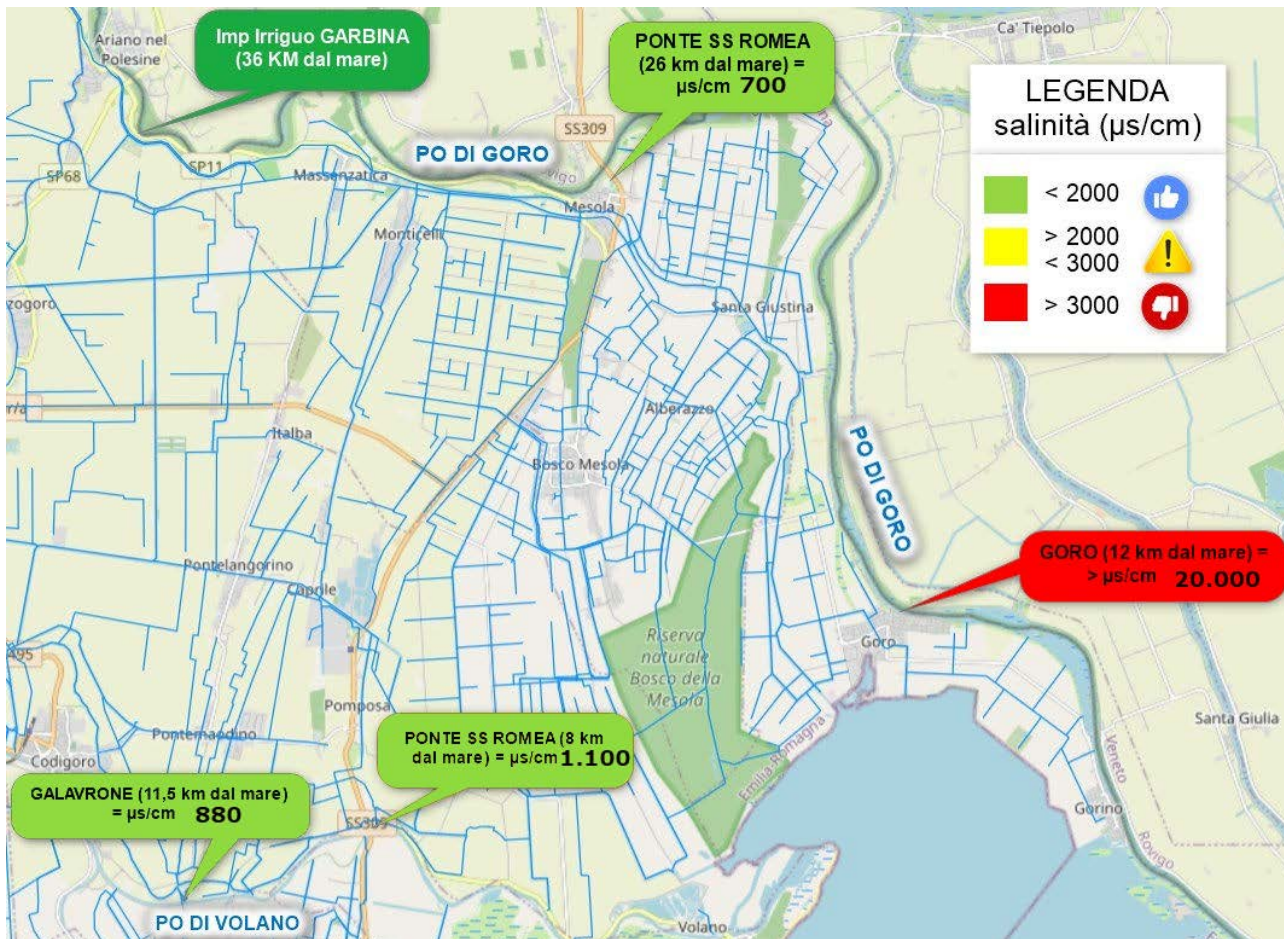 Ariano nel
Polesine
Imp Irriguo GARBINA
(36 KM dal mare)
PONTE SS ROMEA
(26 km dal mare) =
µs/cm 700
Ca' Tiepolo
LEGENDA
salinità (µs/cm)
< 2000
> 2000
< 3000
> 3000
SS309
PO DI GORO
SP11
SP68
Massenzatica
Rovigo
Mesola
Monticelli
zogoro
Santa Giustina
Alberazzo
Italba
Bosco Mesola
PO DI GORO
Pontelangorino
Caprile
GORO (12 km dal mare) =
> µs/cm 20.000
Riserva
naturale
Bosco della
Mesola
Goro
495
Pomposa
Pontemaodino
Codigoro
PONTE SS ROMEA (8 km
dal mare) = µs/cm 1.100
Emilia-Romagna
Veneto
Santa Giulia
GALAVRONE (11,5 km dal mare)
= µs/cm 880
SS309
Gorino
Rovigo
PO DI VOLANO
Volano